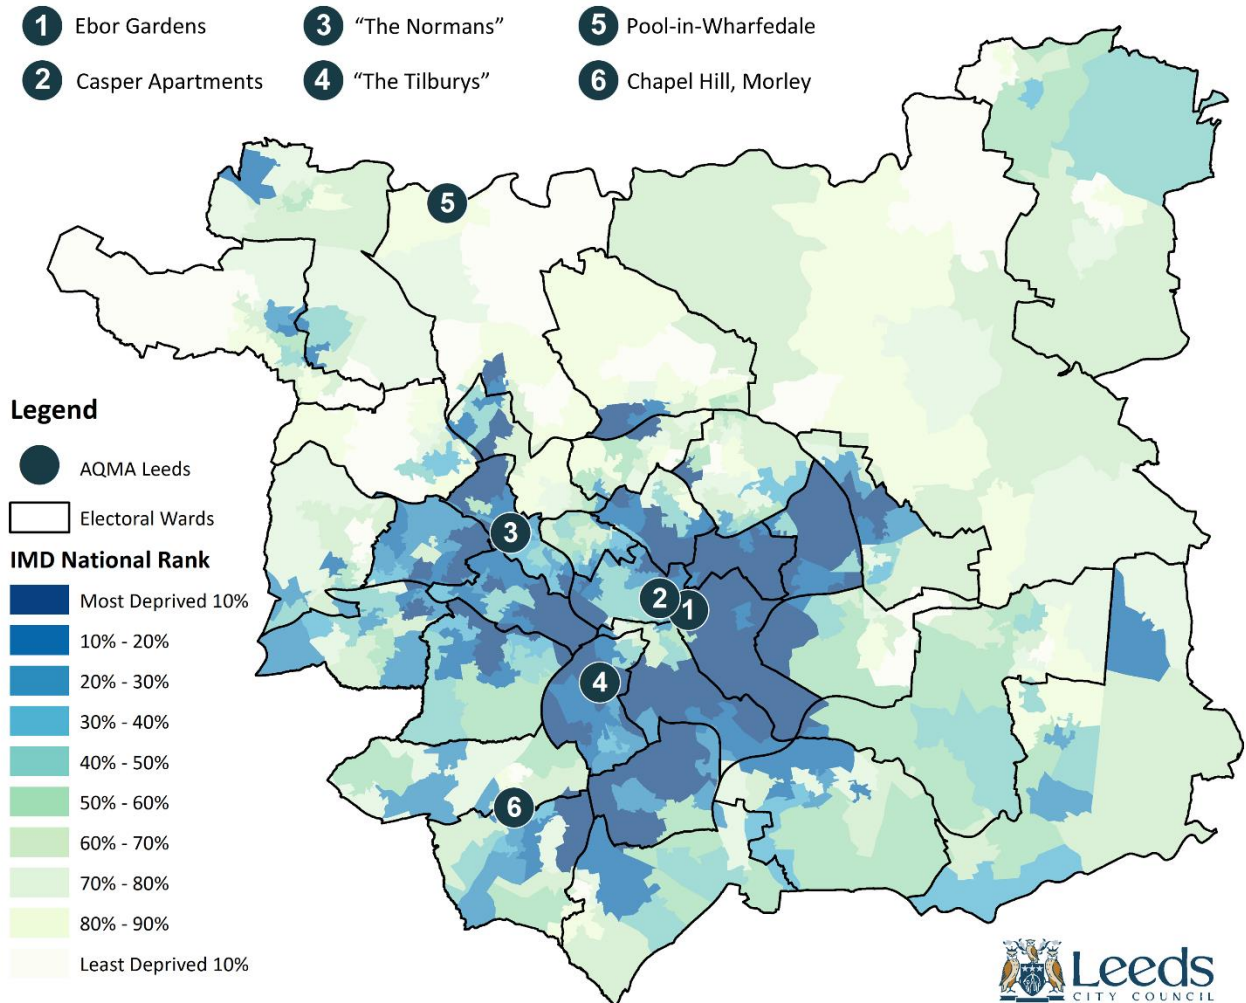 1 Ebor Gardens
3 “The Normans”
5 Pool-in-Wharfedale
2 Casper Apartments
4 “The Tilburys”
6 Chapel Hill, Morley
5
3
2
1
4
6
Legend
AQMA Leeds
Electoral Wards
IMD National Rank
Most Deprived 10%
10% - 20%
20% - 30%
30% - 40%
40% - 50%
50% - 60%
60% - 70%
70% - 80%
80% - 90%
Least Deprived 10%
Leeds
CITY COUNCIL